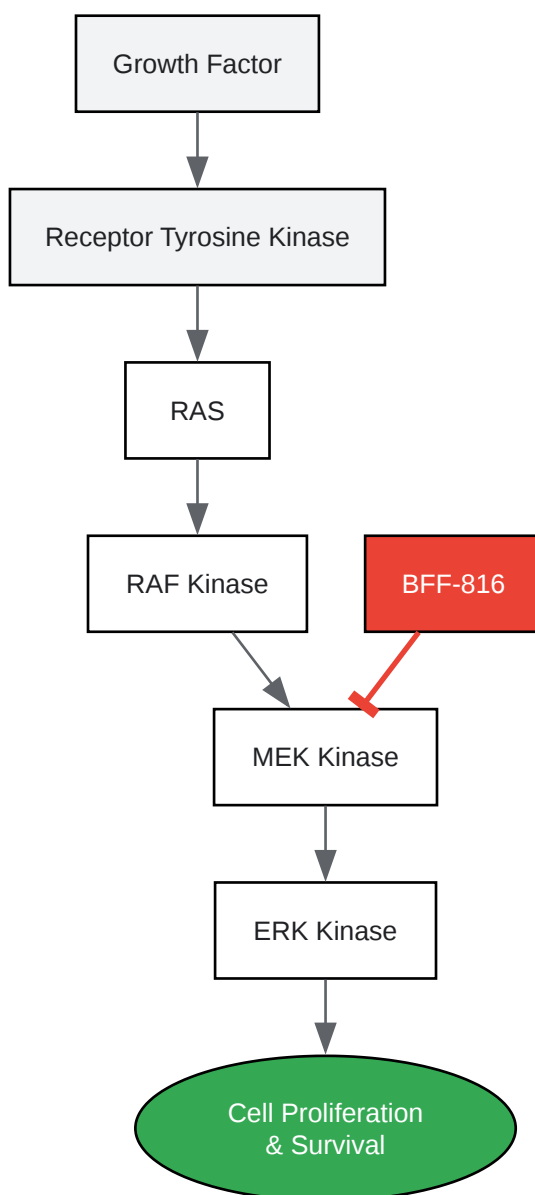 Growth Factor
Receptor Tyrosine Kinase
RAS
RAF Kinase
BFF-816
MEK Kinase
ERK Kinase
Cell Proliferation
& Survival